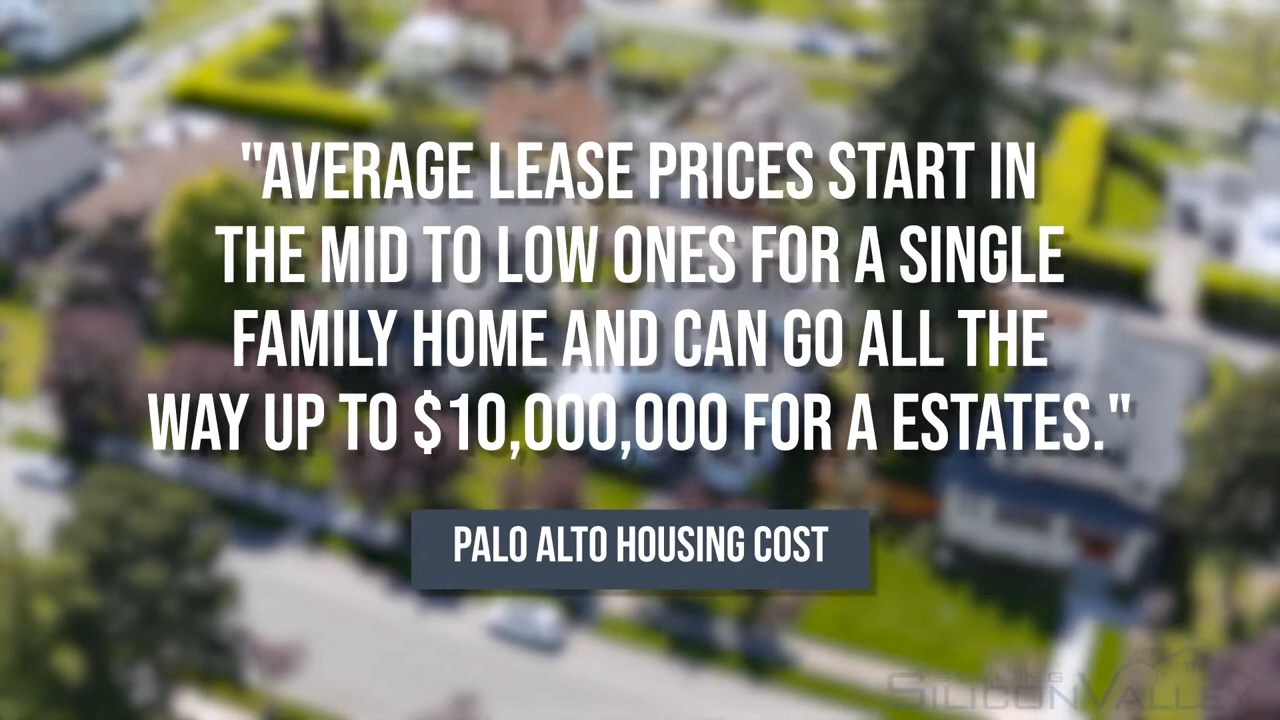 "AVERAGE LEASE PRICES START IN
THE MID TO LOW ONES FOR A SINGLE
FAMILY HOME AND CAN GO ALL THE
WAY UP TO $10,000,000 FOR A ESTATES."
PALO ALTO HOUSING COST
SILICONVALLEY